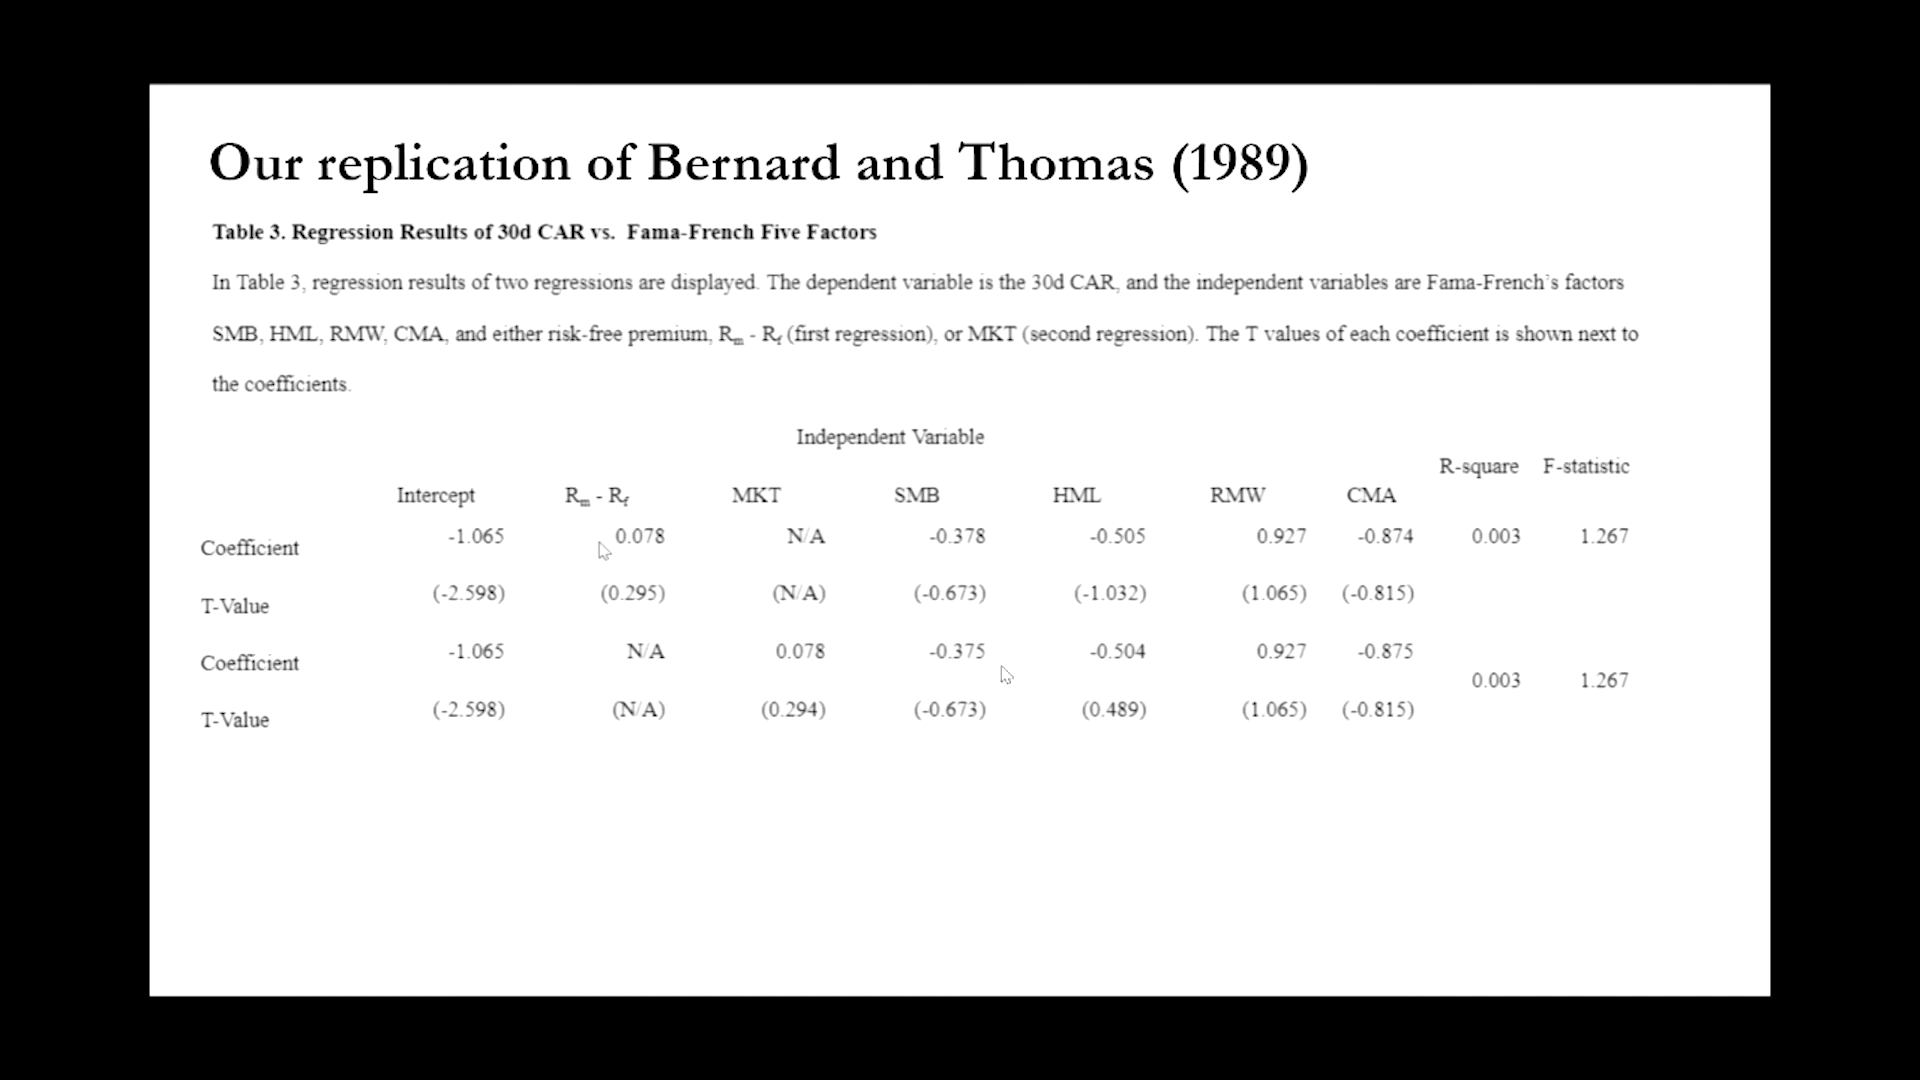 Our replication of Bernard and Thomas (1989)
Table 3. Regression Results of 30d CAR vs. Fama-French Five Factors
In Table 3, regression results of two regressions are displayed. The dependent variable is the 30d CAR, and the independent variables are Fama-French's factors
SMB, HML, RMW, CMA, and either risk-free premium, Rm - Rf (first regression), or MKT (second regression). The T values of each coefficient is shown next to
the coefficients.
Independent Variable
R-square F-statistic
Intercept Rm - Rf MKT SMB HML RMW CMA
Coefficient -1.065 0.078 N/A -0.378 -0.505 0.927 -0.874 0.003 1.267
T-Value (-2.598) (0.295) (N/A) (-0.673) (-1.032) (1.065) (-0.815)
Coefficient -1.065 N/A 0.078 -0.375 -0.504 0.927 -0.875
0.003 1.267
T-Value (-2.598) (N/A) (0.294) (-0.673) (0.489) (1.065) (-0.815)